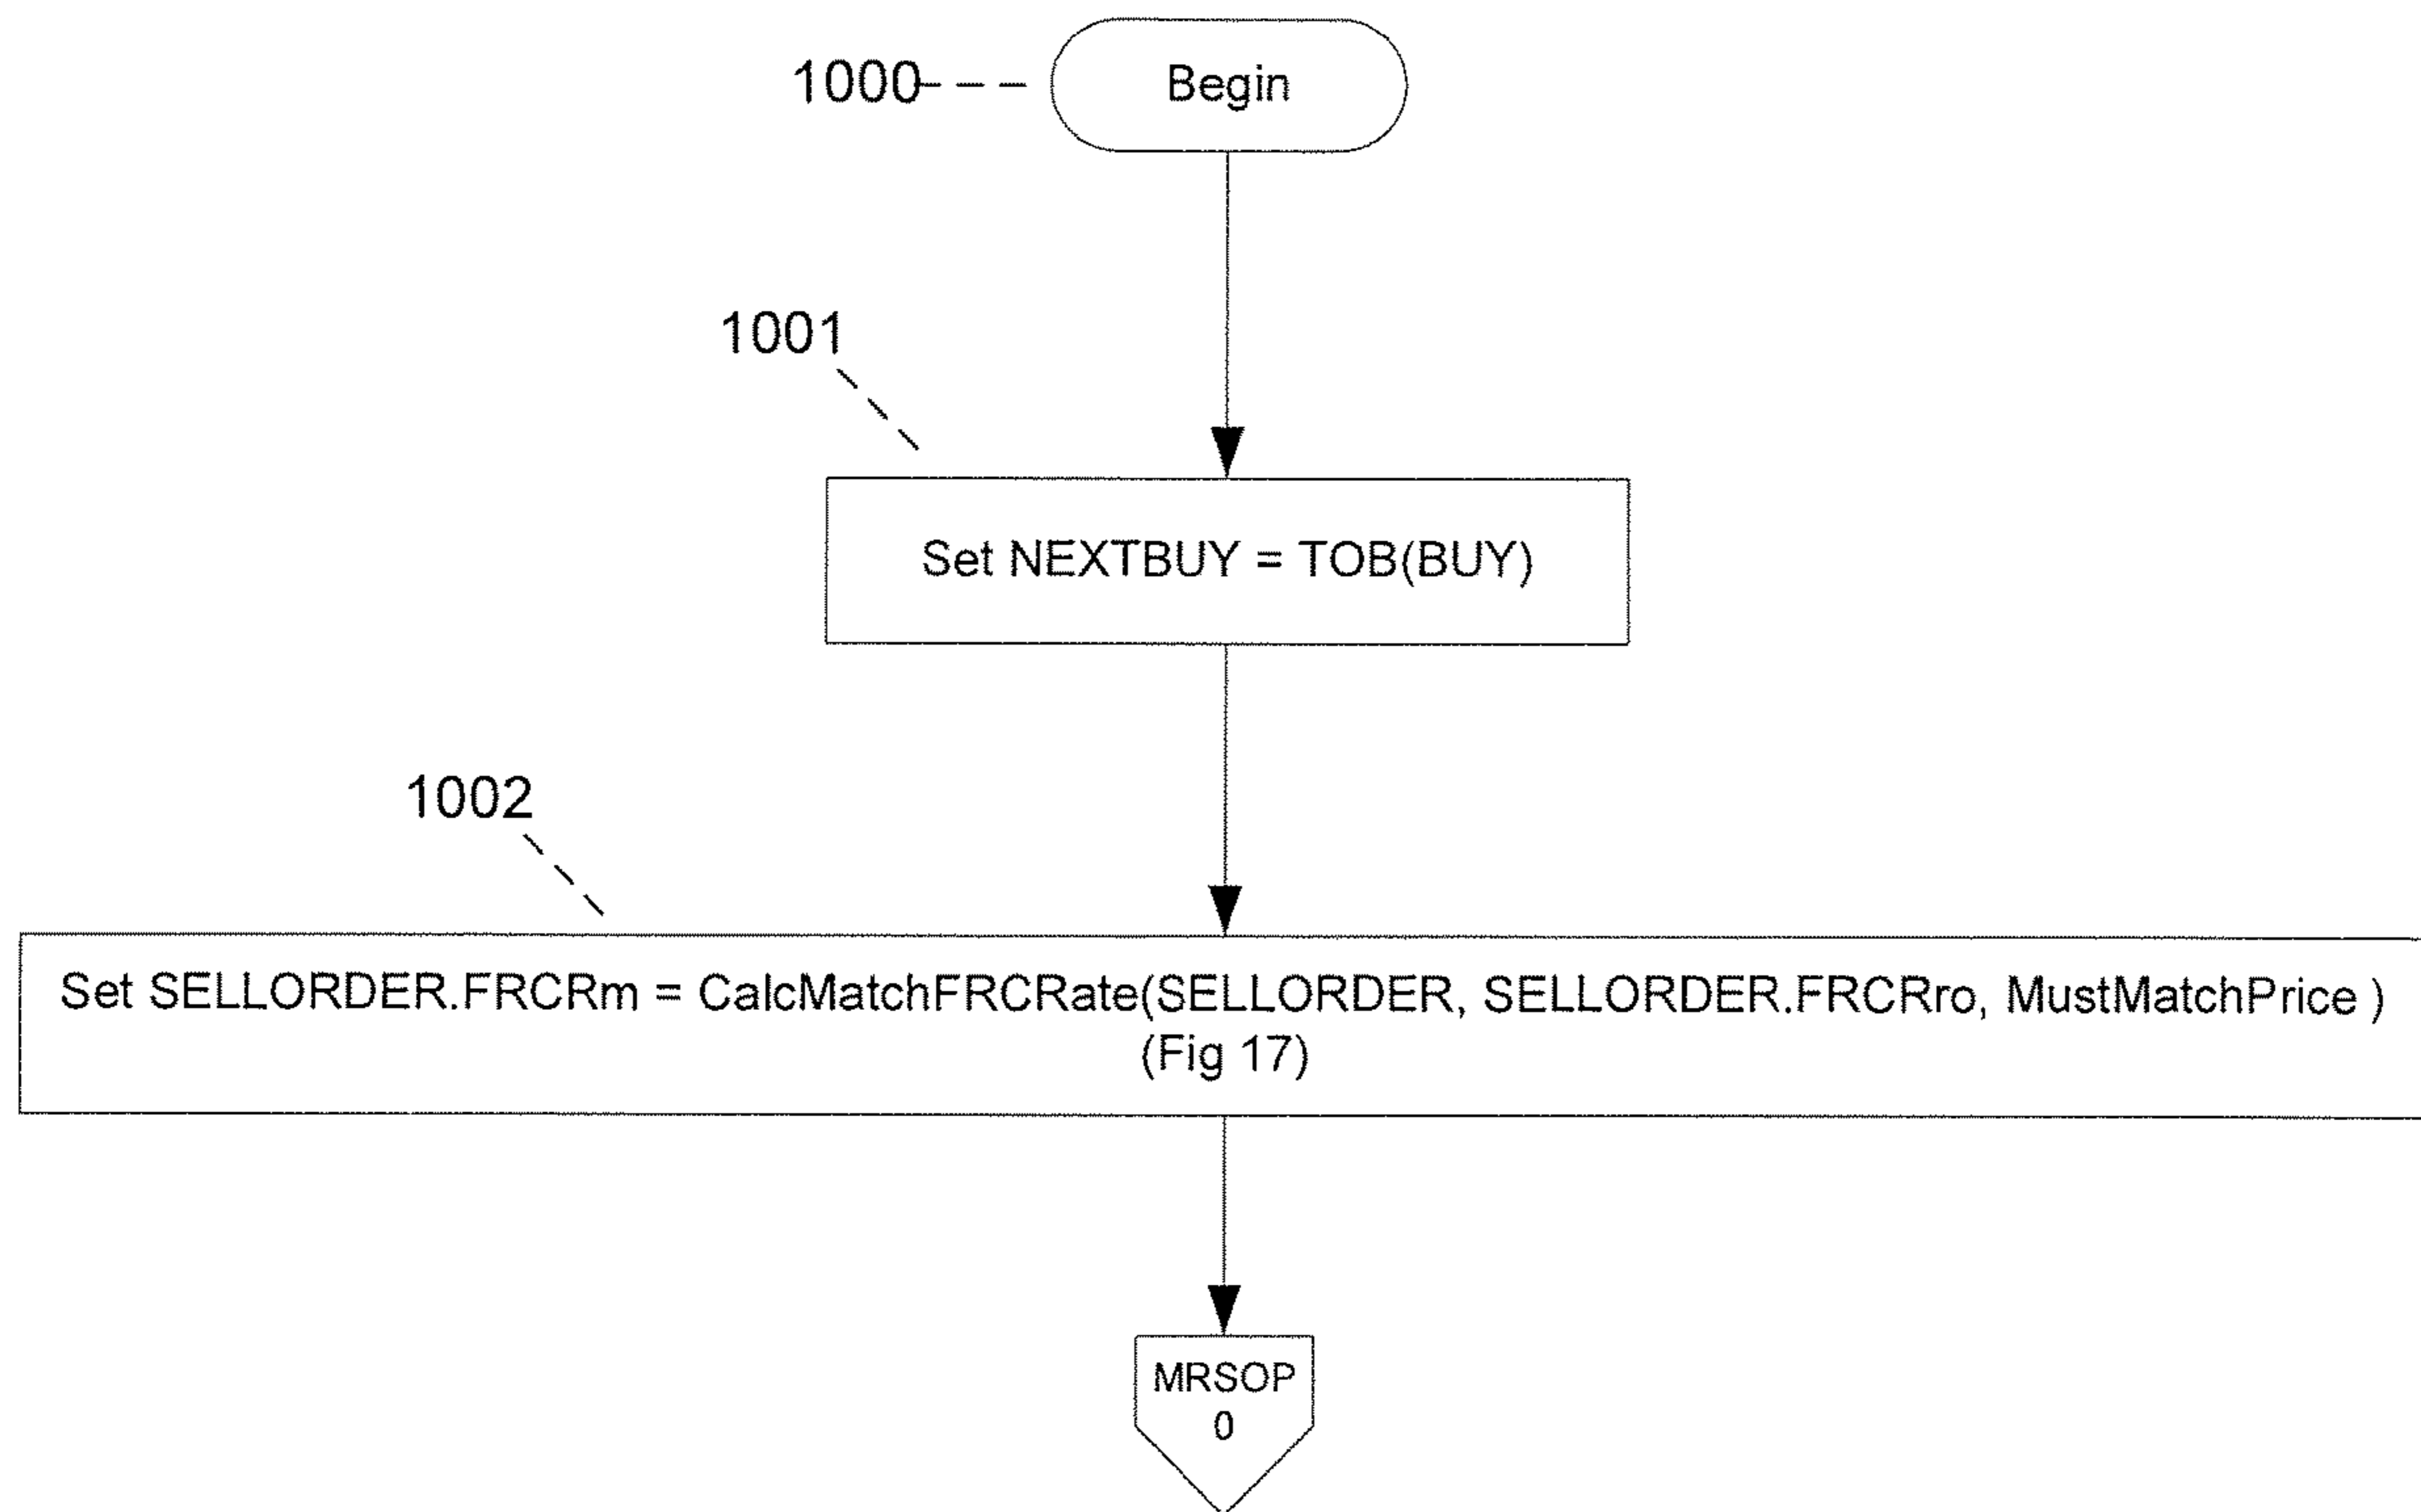 1000
Begin
1001
Set NEXTBUY = TOB(BUY)
1002
Set SELLORDER.FRCRm = CalcMatchFRCRate(SELLORDER, SELLORDER.FRCRro, MustMatchPrice )
(Fig 17)
MRSOP
0